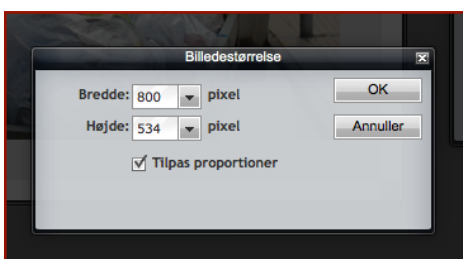 Billedestørrelse
Bredde: 800 pixel
OK
Højde: 534 pixel
Annuller
Tilpas proportioner